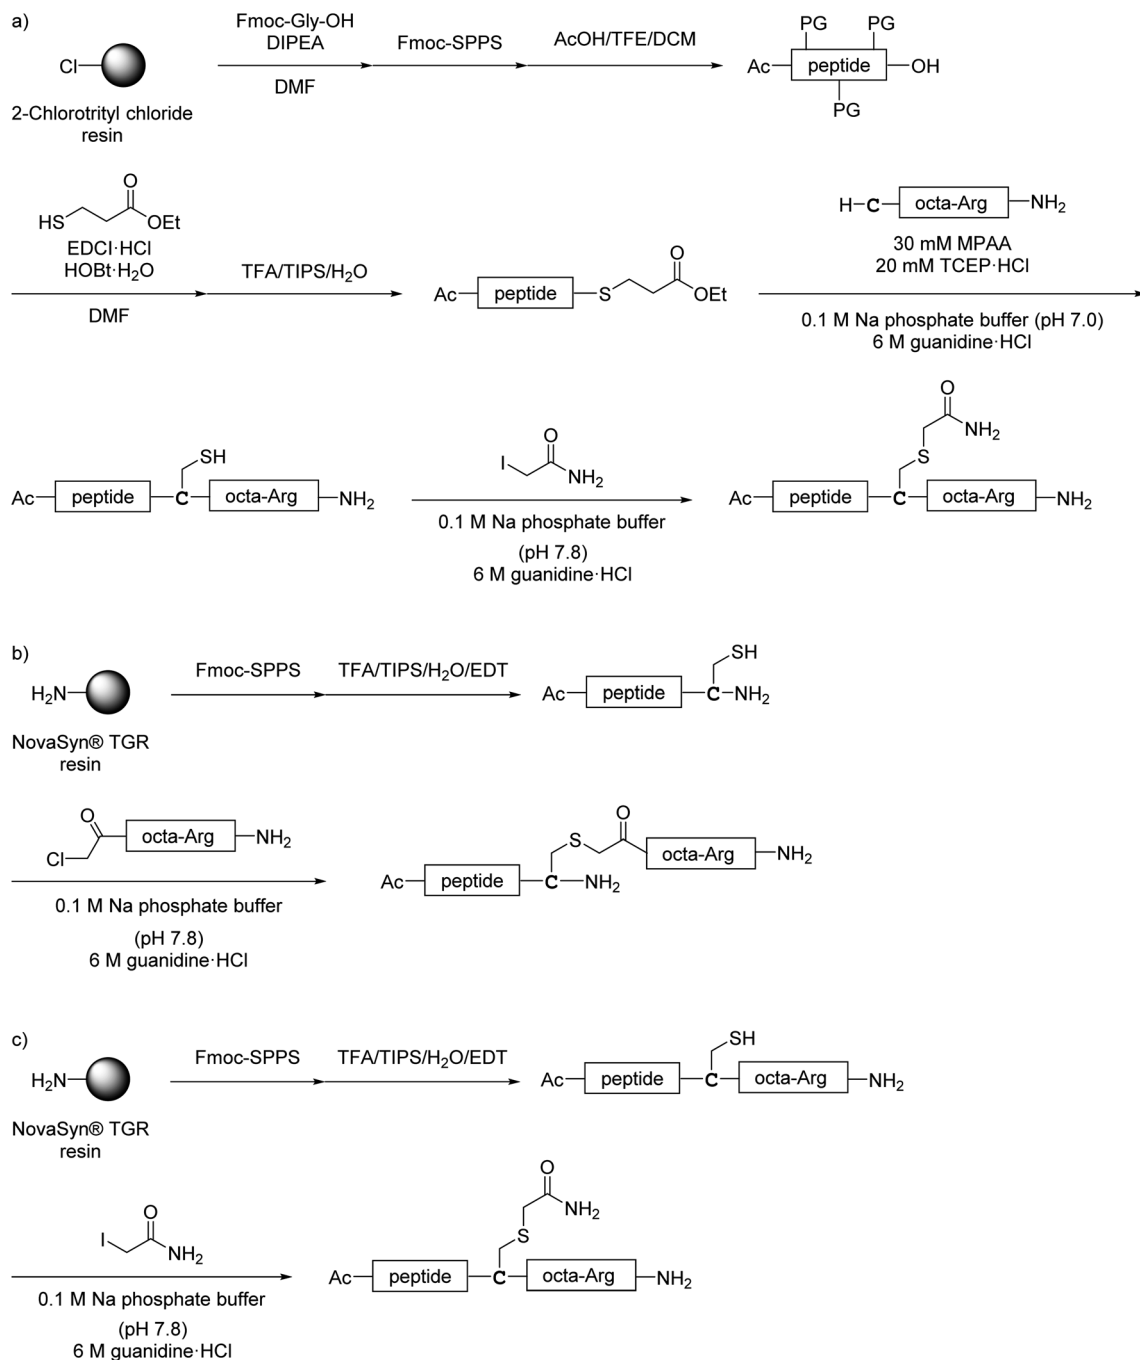 a)
Cl
2-Chlorotrityl chloride
resin
Fmoc-Gly-OH
DIPEA
DMF
Fmoc-SPPS
AcOH/TFE/DCM
PG
PG
Ac
peptide
OH
PG
O
HS
OEt
EDCI·HCl
HOBt·H2O
DMF
TFA/TIPS/H2O
Ac
peptide
S
O
OEt
H
C
octa-Arg
NH2
30 mM MPAA
20 mM TCEP·HCl
0.1 M Na phosphate buffer (pH 7.0)
6 M guanidine·HCl
Ac
peptide
SH
C
octa-Arg
NH2
I
O
NH2
0.1 M Na phosphate buffer
(pH 7.8)
6 M guanidine·HCl
O
NH2
S
Ac
peptide
C
octa-Arg
NH2
b)
H2N
NovaSyn® TGR
resin
Fmoc-SPPS
TFA/TIPS/H2O/EDT
SH
Ac
peptide
C
NH2
O
Cl
octa-Arg
NH2
0.1 M Na phosphate buffer
(pH 7.8)
6 M guanidine·HCl
S
O
octa-Arg
NH2
Ac
peptide
C
NH2
c)
H2N
NovaSyn® TGR
resin
Fmoc-SPPS
TFA/TIPS/H2O/EDT
SH
Ac
peptide
C
octa-Arg
NH2
I
O
NH2
0.1 M Na phosphate buffer
(pH 7.8)
6 M guanidine·HCl
O
NH2
S
Ac
peptide
C
octa-Arg
NH2